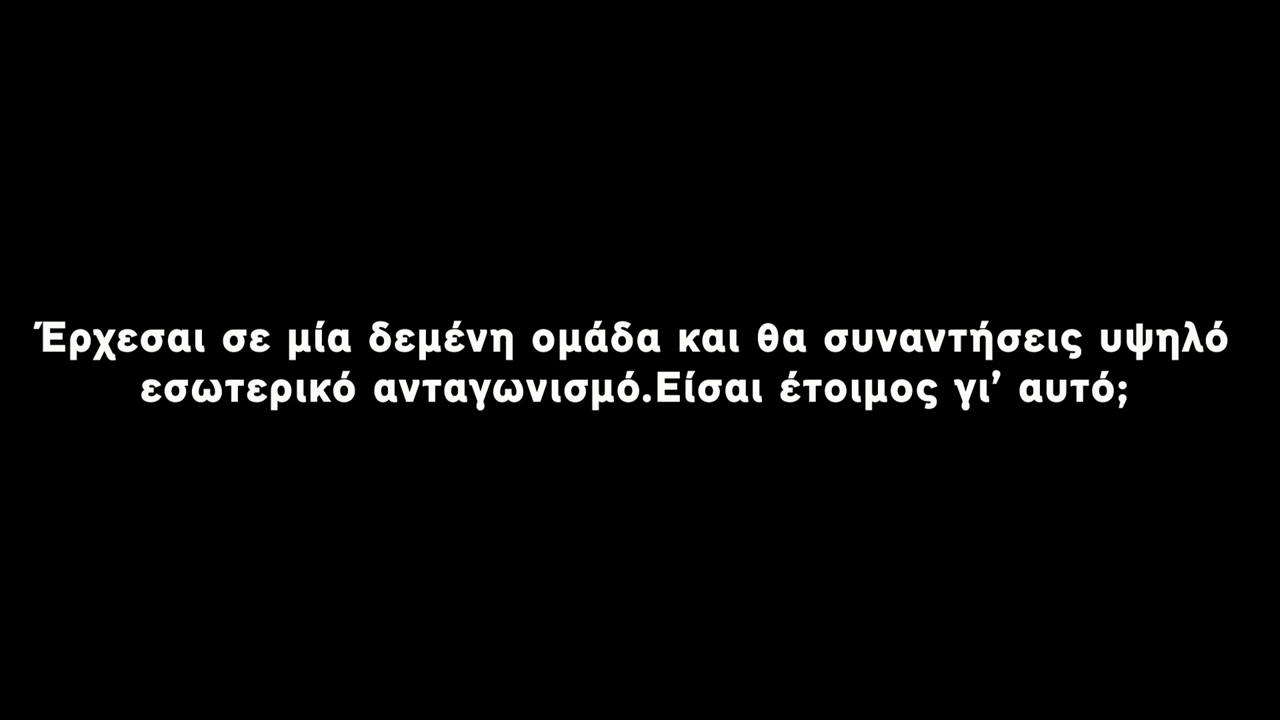 Έρχεσαι σε μία δεμένη ομάδα και θα συναντήσεις υψηλό
εσωτερικό ανταγωνισμό.Είσαι έτοιμος γι’ αυτό;